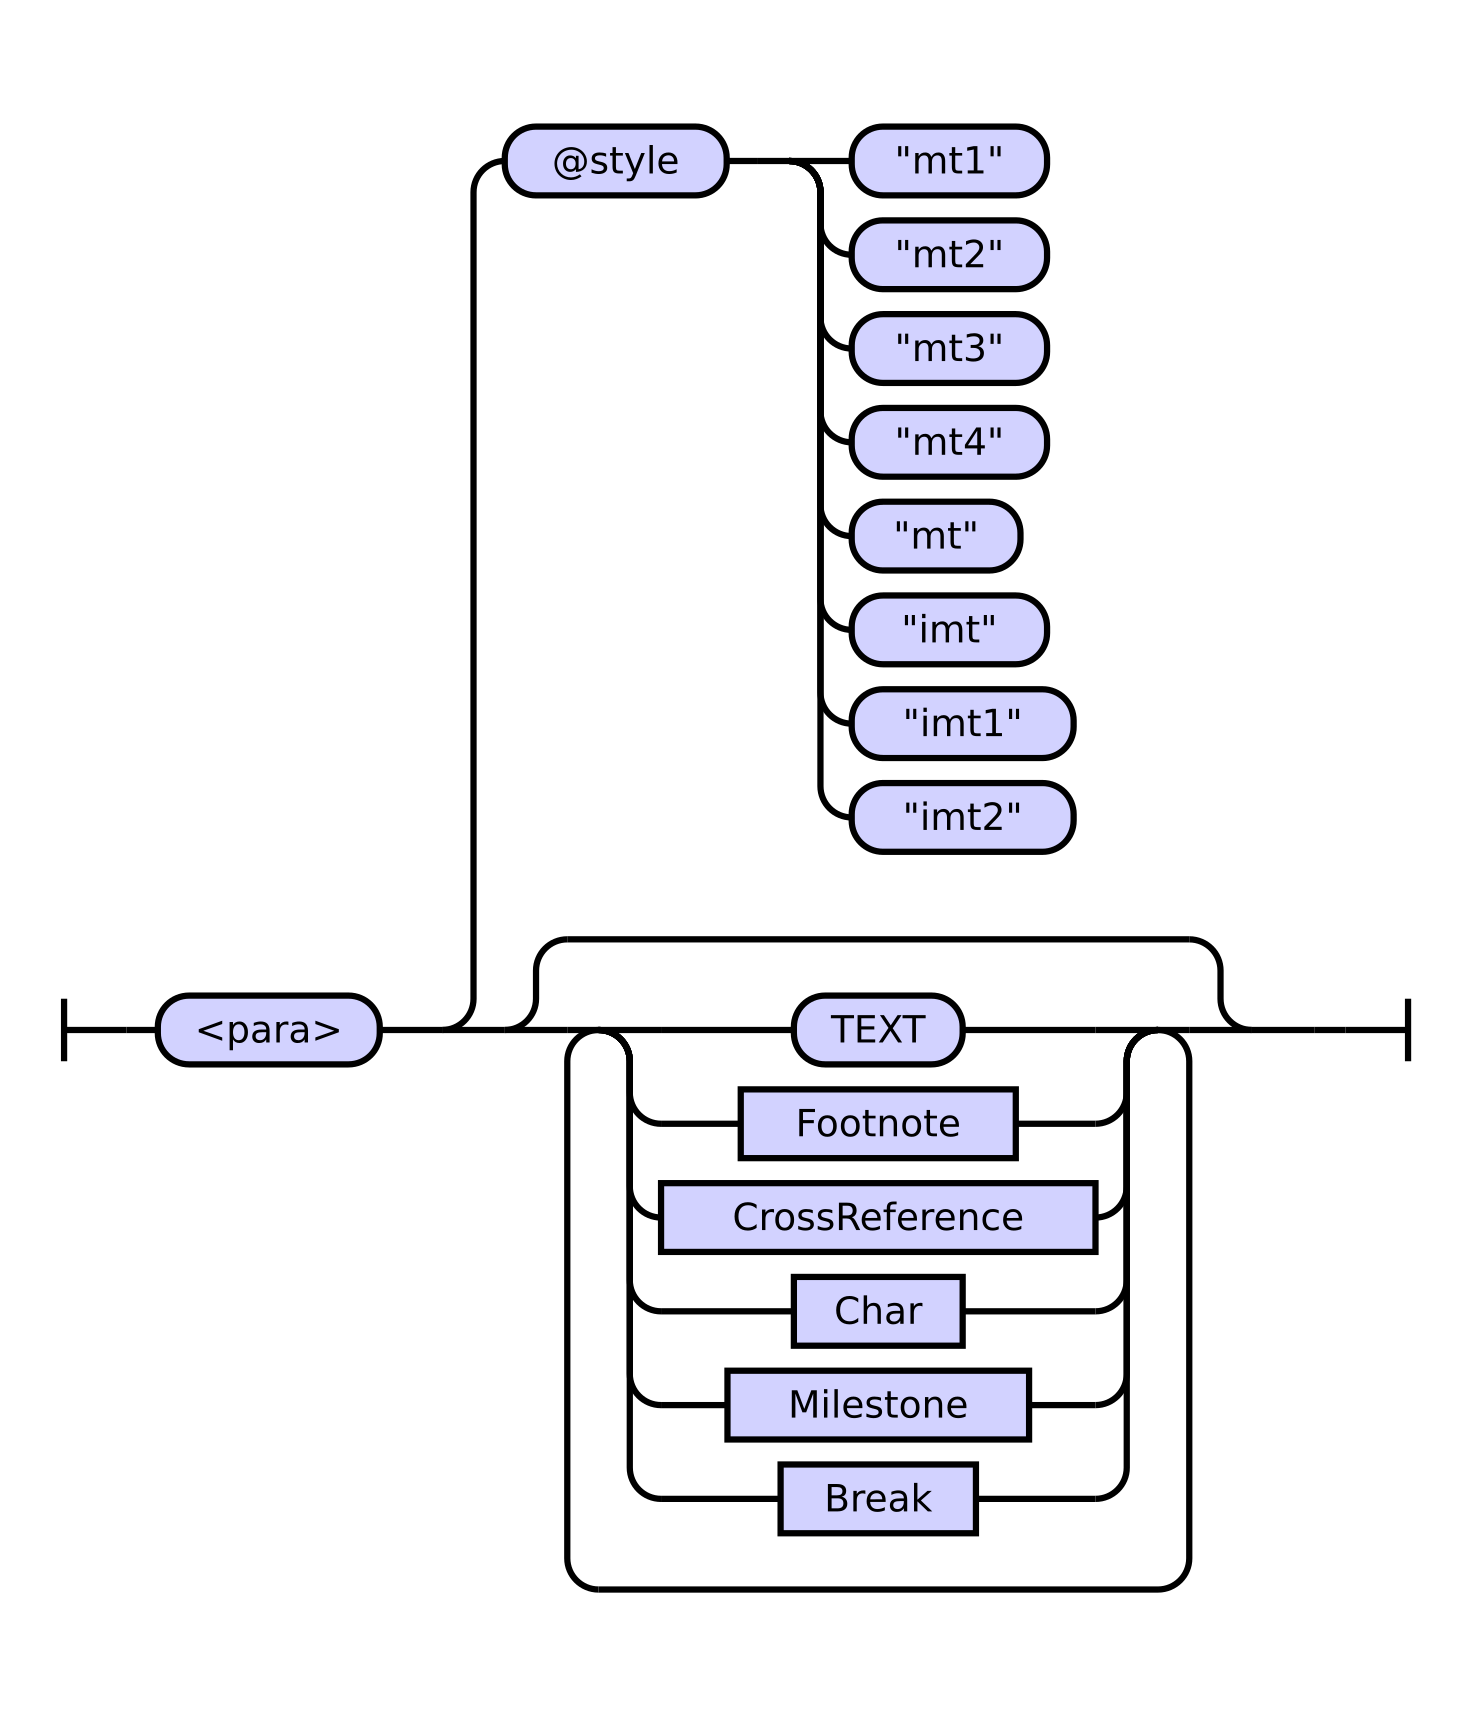 @style
"mt1"
"mt2"
"mt3"
"mt4"
"mt"
"imt"
"imt1"
"imt2"
<para>
TEXT
Footnote
CrossReference
Char
Milestone
Break